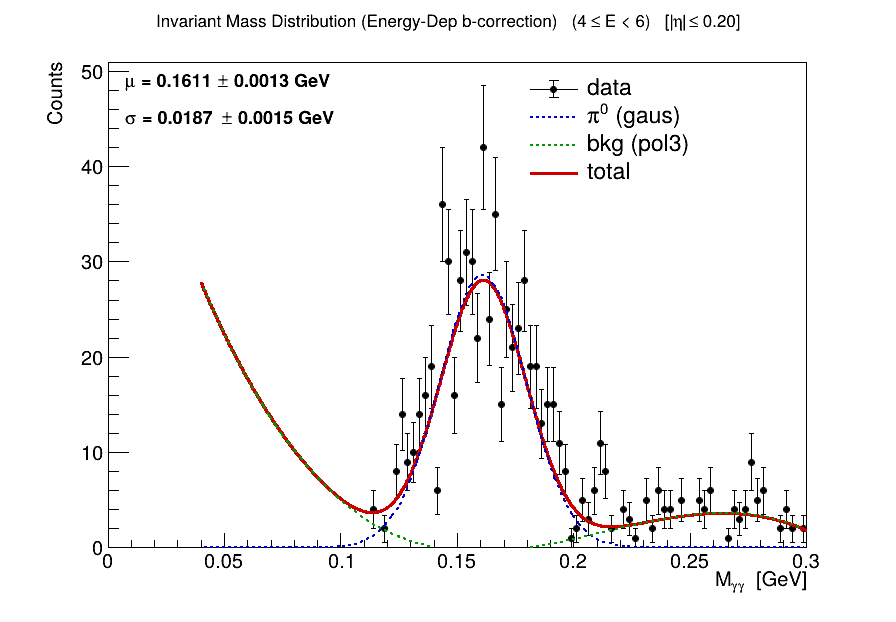 Invariant Mass Distribution (Energy-Dep b-correction) (4 ≤ E < 6) [|η| ≤ 0.20]
Counts
50
40
30
20
10
0
μ = 0.1611 ± 0.0013 GeV
σ = 0.0187 ± 0.0015 GeV
data
π⁰ (gaus)
bkg (pol3)
total
0 0.05 0.1 0.15 0.2 0.25 0.3
Mγγ [GeV]